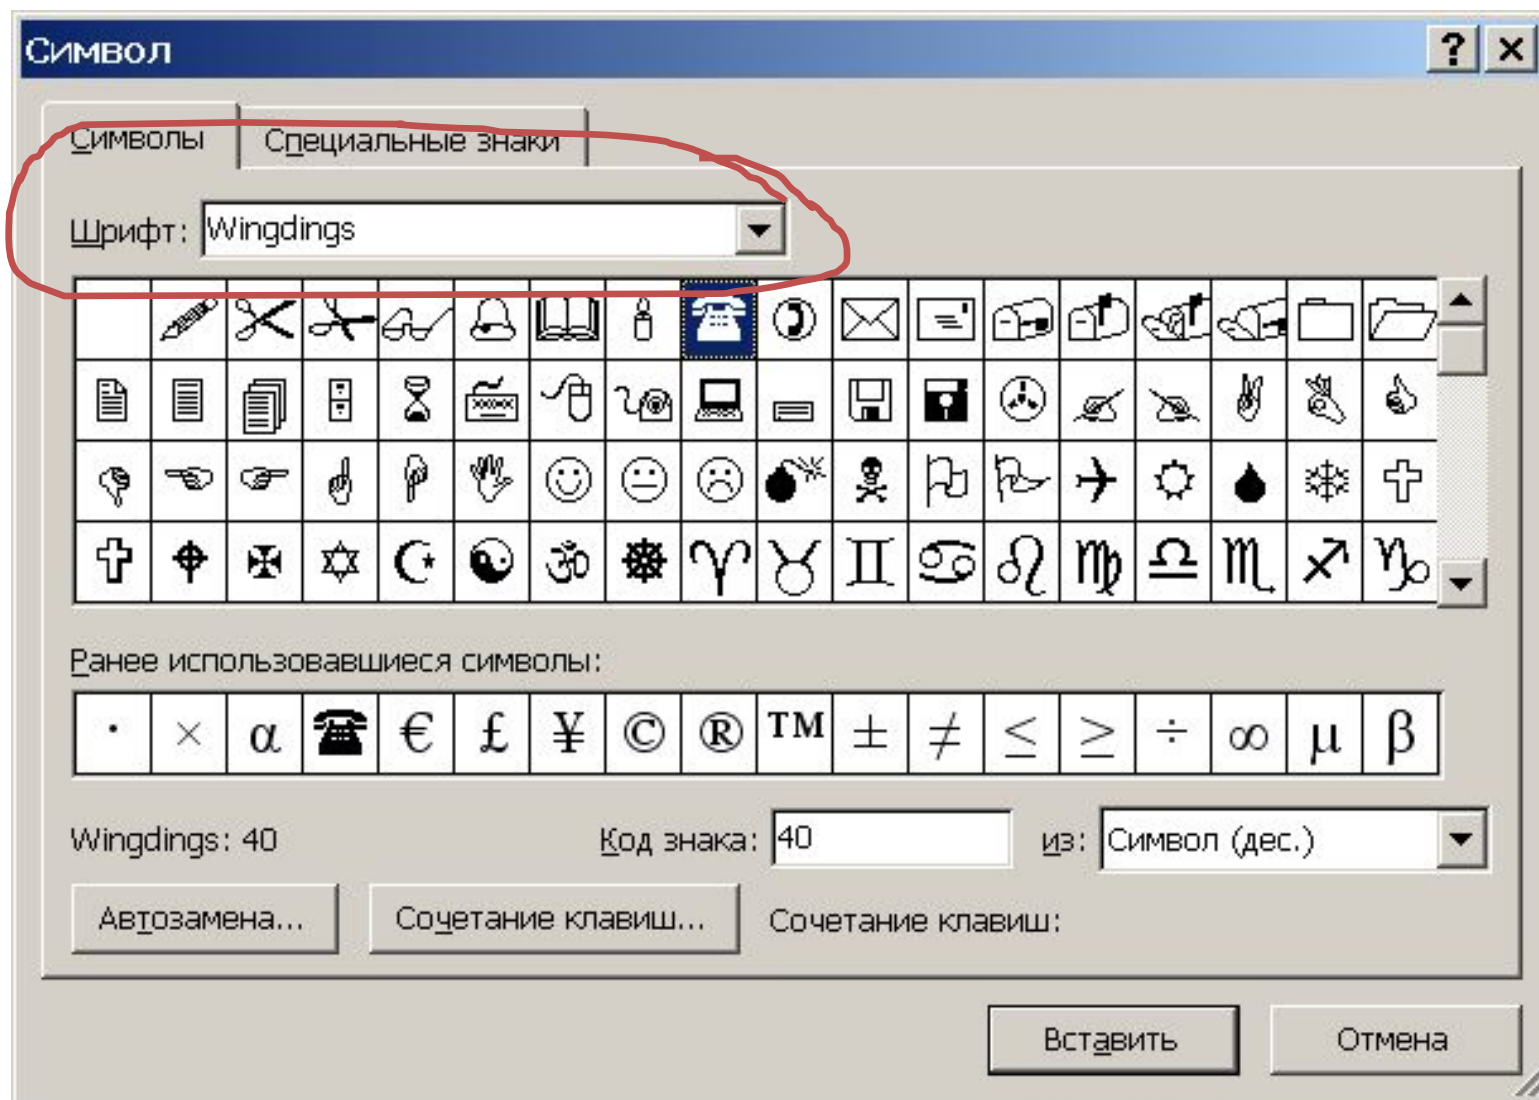 Символ
Символы Специальные знаки
Шрифт: Wingdings
Ранее использовавшиеся символы:
· × α ☎ € £ ¥ © ® ™ ± ≠ ≤ ≥ ÷ ∞ μ β
Wingdings: 40 Код знака: 40 из: Символ (дес.)
Автозамена... Сочетание клавиш... Сочетание клавиш:
Вставить Отмена